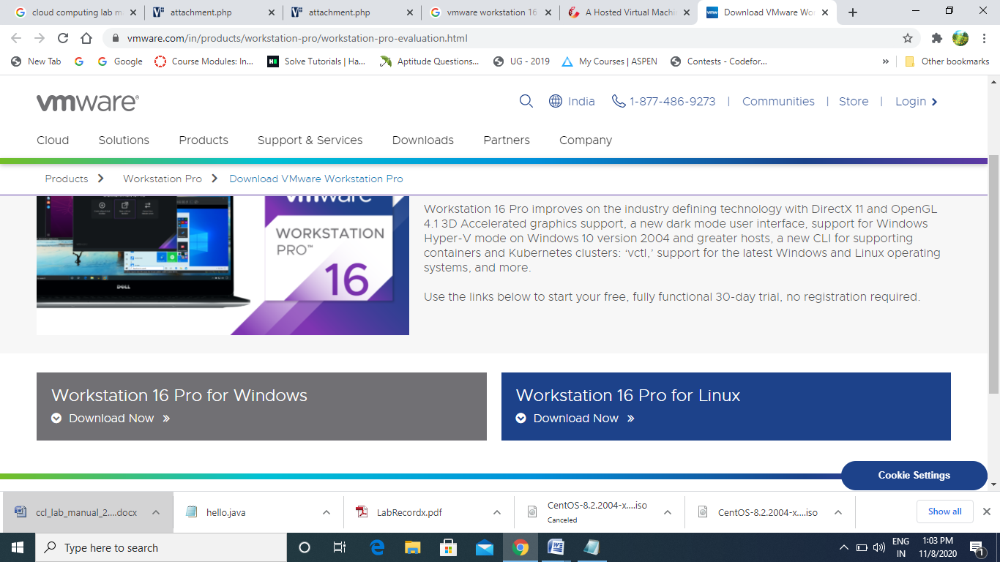 cloud computing lab m
attachment.php
attachment.php
vmware workstation 16
A Hosted Virtual Machi
Download VMware Wor
vmware.com/in/products/workstation-pro/workstation-pro-evaluation.html
New Tab
Google
Course Modules: In...
Solve Tutorials | Ha...
Aptitude Questions...
UG - 2019
My Courses | ASPEN
Contests - Codefor...
»
Other bookmarks
vmware®
India
1-877-486-9273
|
Communities
|
Store
|
Login
Cloud
Solutions
Products
Support & Services
Downloads
Partners
Company
Products
Workstation Pro
Download VMware Workstation Pro
vmware
WORKSTATION
PRO™
16
DELL
Workstation 16 Pro improves on the industry defining technology with DirectX 11 and OpenGL
4.1 3D Accelerated graphics support, a new dark mode user interface, support for Windows
Hyper-V mode on Windows 10 version 2004 and greater hosts, a new CLI for supporting
containers and Kubernetes clusters: ‘vctl,’ support for the latest Windows and Linux operating
systems, and more.
Use the links below to start your free, fully functional 30-day trial, no registration required.
Workstation 16 Pro for Windows
Download Now »
Workstation 16 Pro for Linux
Download Now »
Cookie Settings
ccl_lab_manual_2....docx
hello.java
LabRecordx.pdf
CentOS-8.2.2004-x....iso
Canceled
CentOS-8.2.2004-x....iso
Show all
Type here to search
ENG
IN
1:03 PM
11/8/2020
1